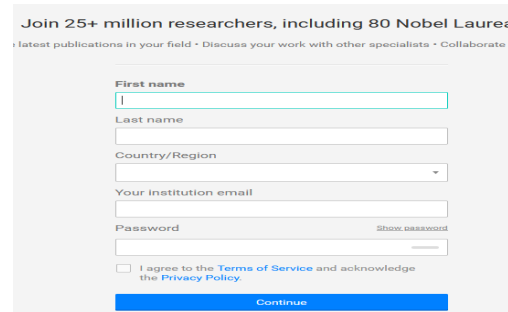 Join 25+ million researchers, including 80 Nobel
latest publications in your field • Discuss your work with other specialists • Collaborate
First name
Last name
Country/Region
Your institution email
Password Show password
I agree to the Terms of Service and acknowledge
the Privacy Policy.
Continue